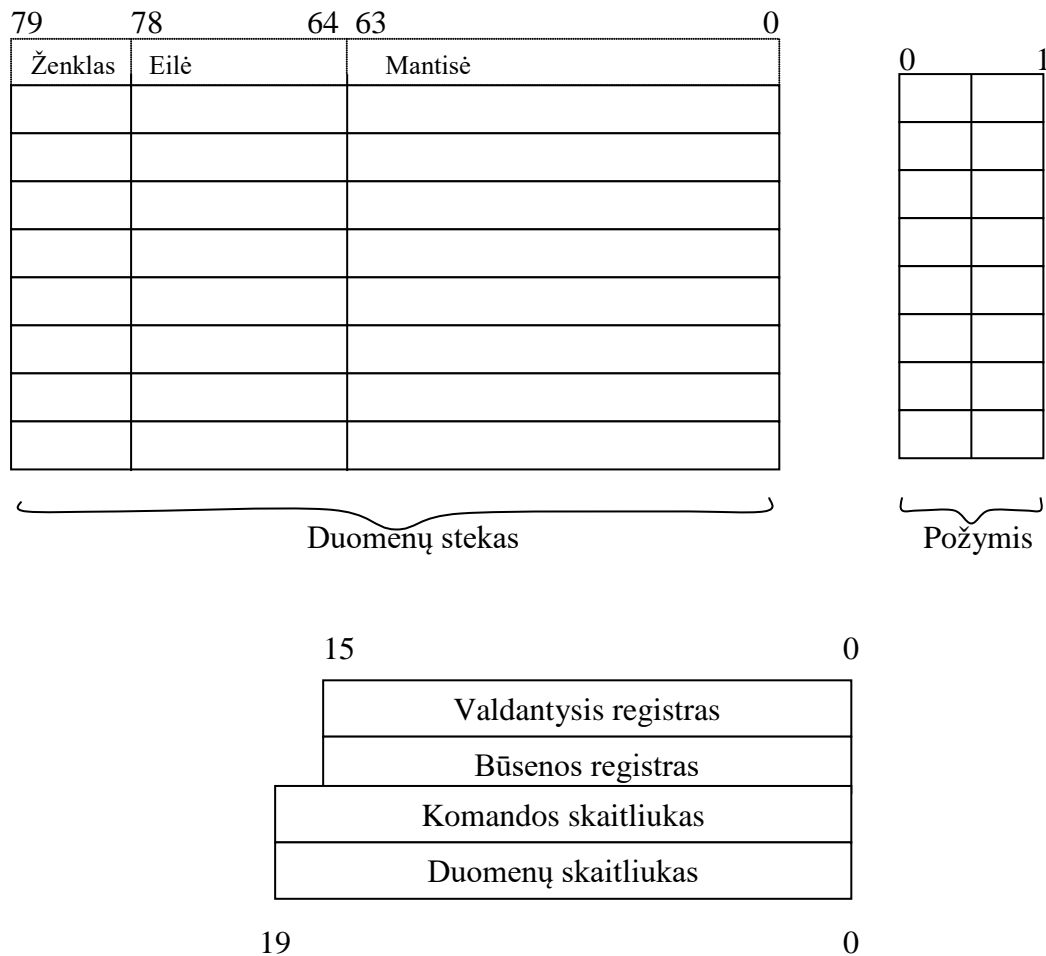 79 78 64 63 0
Ženklas Eilė Mantisė
0 1
Duomenų stekas
Požymis
15 0
Valdantysis registras
Būsenos registras
Komandos skaitliukas
Duomenų skaitliukas
19 0